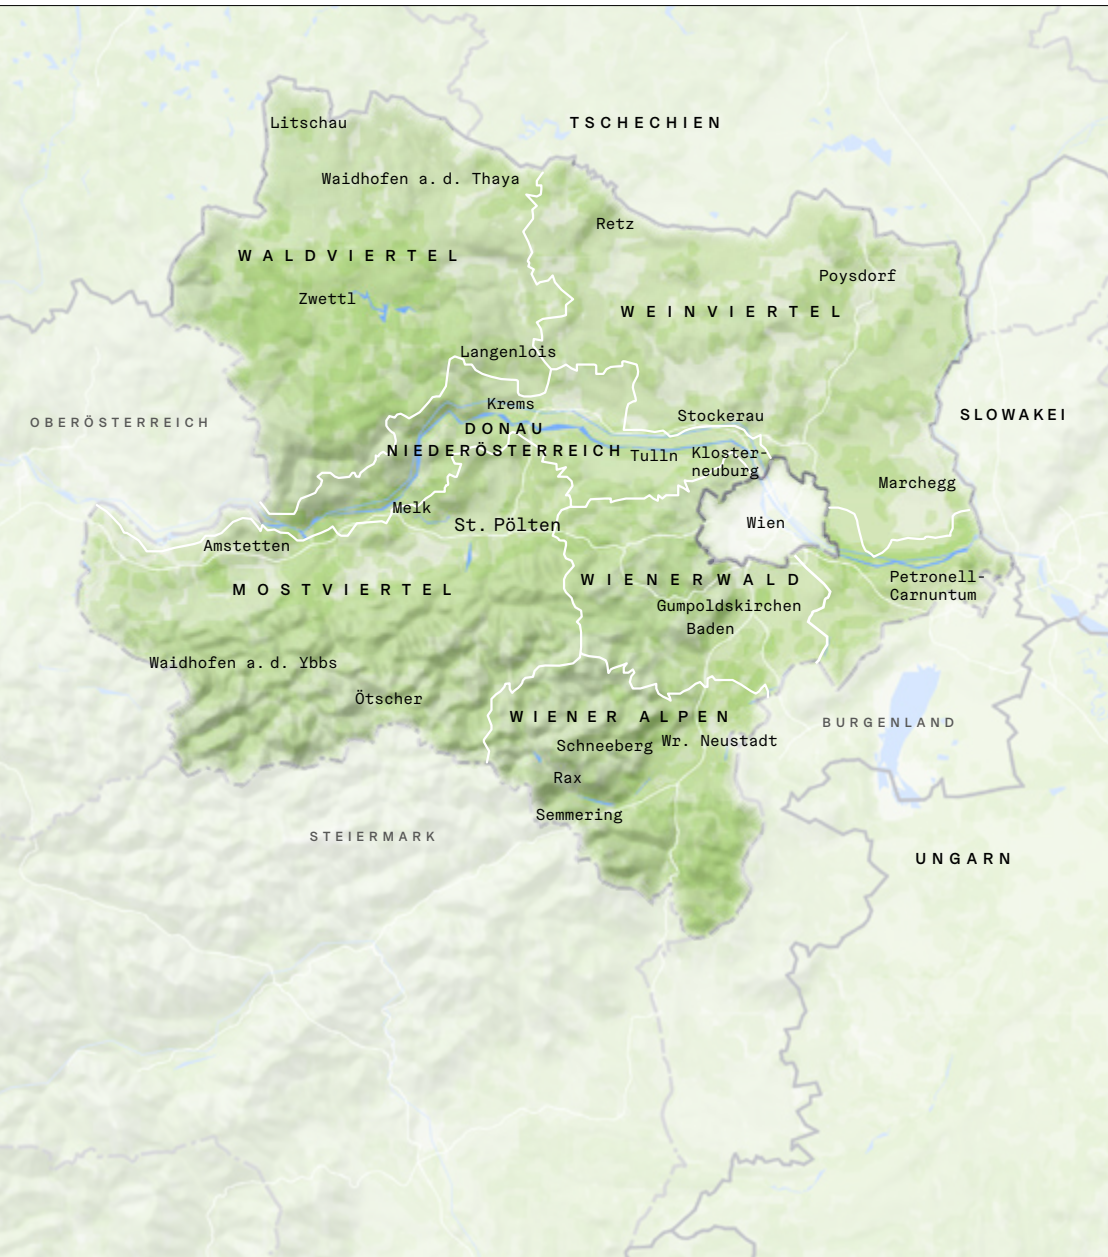 Litschau
TSCHECHIEN
Waidhofen a.d. Thaya
Retz
WALDVIERTEL
Poysdorf
Zwettl
WEINVIERTEL
Langenlois
Krems
SLOWAKEI
Stockerau
OBERÖSTERREICH
DONAU
NIEDERÖSTERREICH
Tulln
Kloster-
neuburg
Marchegg
Melk
Wien
St. Pölten
Amstetten
WIENERWALD
Petronell-
Carnuntum
MOSTVIERTEL
Gumpoldskirchen
Baden
Waidhofen a.d. Ybbs
Ötscher
WIENER ALPEN
BURGENLAND
Schneeberg
Wr. Neustadt
Rax
Semmering
STEIERMARK
UNGARN